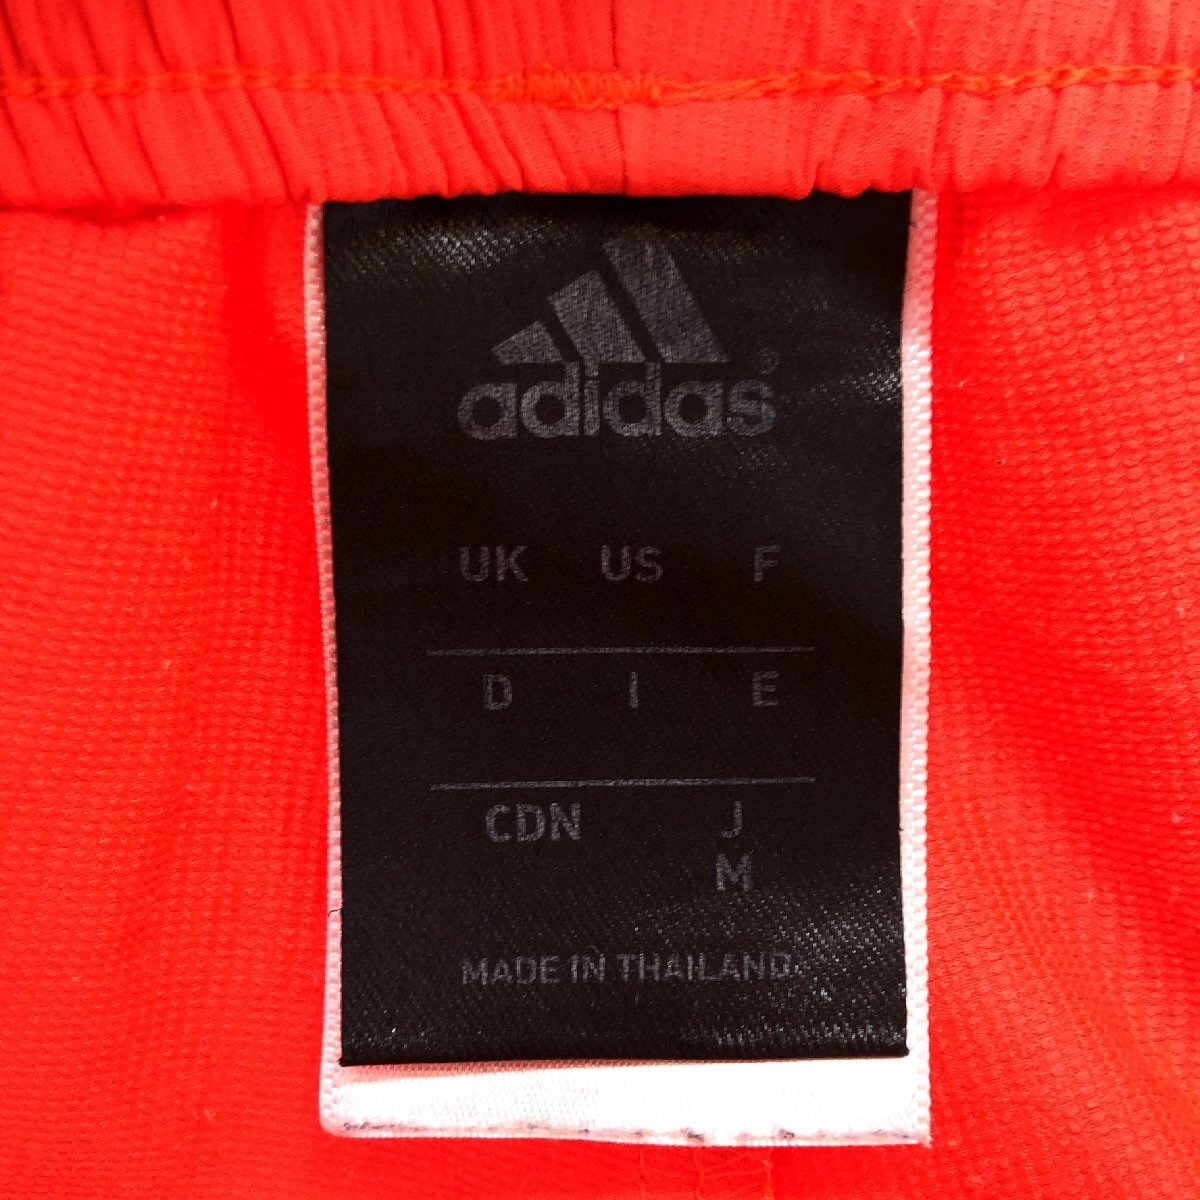 adidas®
UK US F
D I E
CDN J
M
MADE IN THAILAND